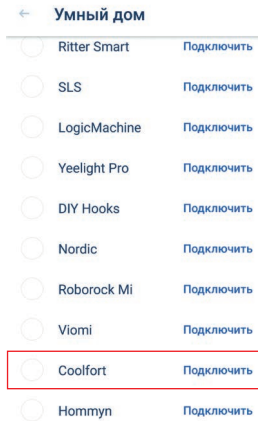 ← Умный дом
Ritter Smart Подключить
SLS Подключить
LogicMachine Подключить
Yeelight Pro Подключить
DIY Hooks Подключить
Nordic Подключить
Roborock Mi Подключить
Viomi Подключить
Coolfort Подключить
Hommyn Подключить